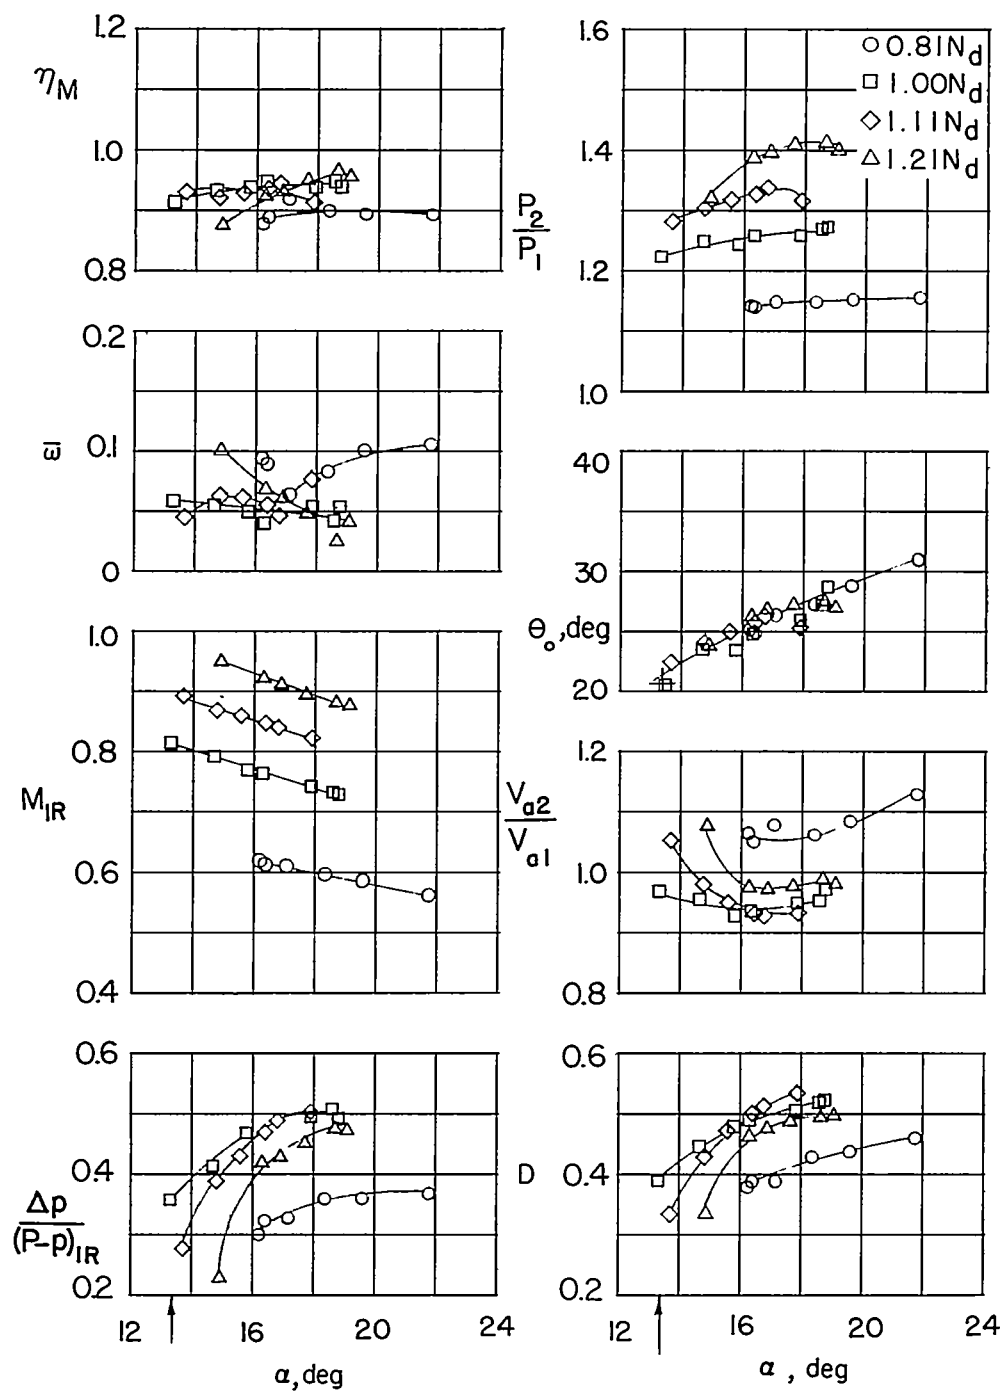 1.2
η_M
1.0
0.8
1.6
○ 0.81N_d
□ 1.00N_d
◇ 1.11N_d
△ 1.21N_d
1.4
P_2
P_1
1.2
1.0
0.2
ω̄
0.1
0
40
30
θ_o, deg
20
1.0
0.8
M_IR
0.6
0.4
1.2
V_a2
V_a1
1.0
0.8
0.6
0.4
Δp
(P-p)_IR
0.2
12 16 20 24
α, deg
0.6
D
0.4
0.2
12 16 20 24
α, deg